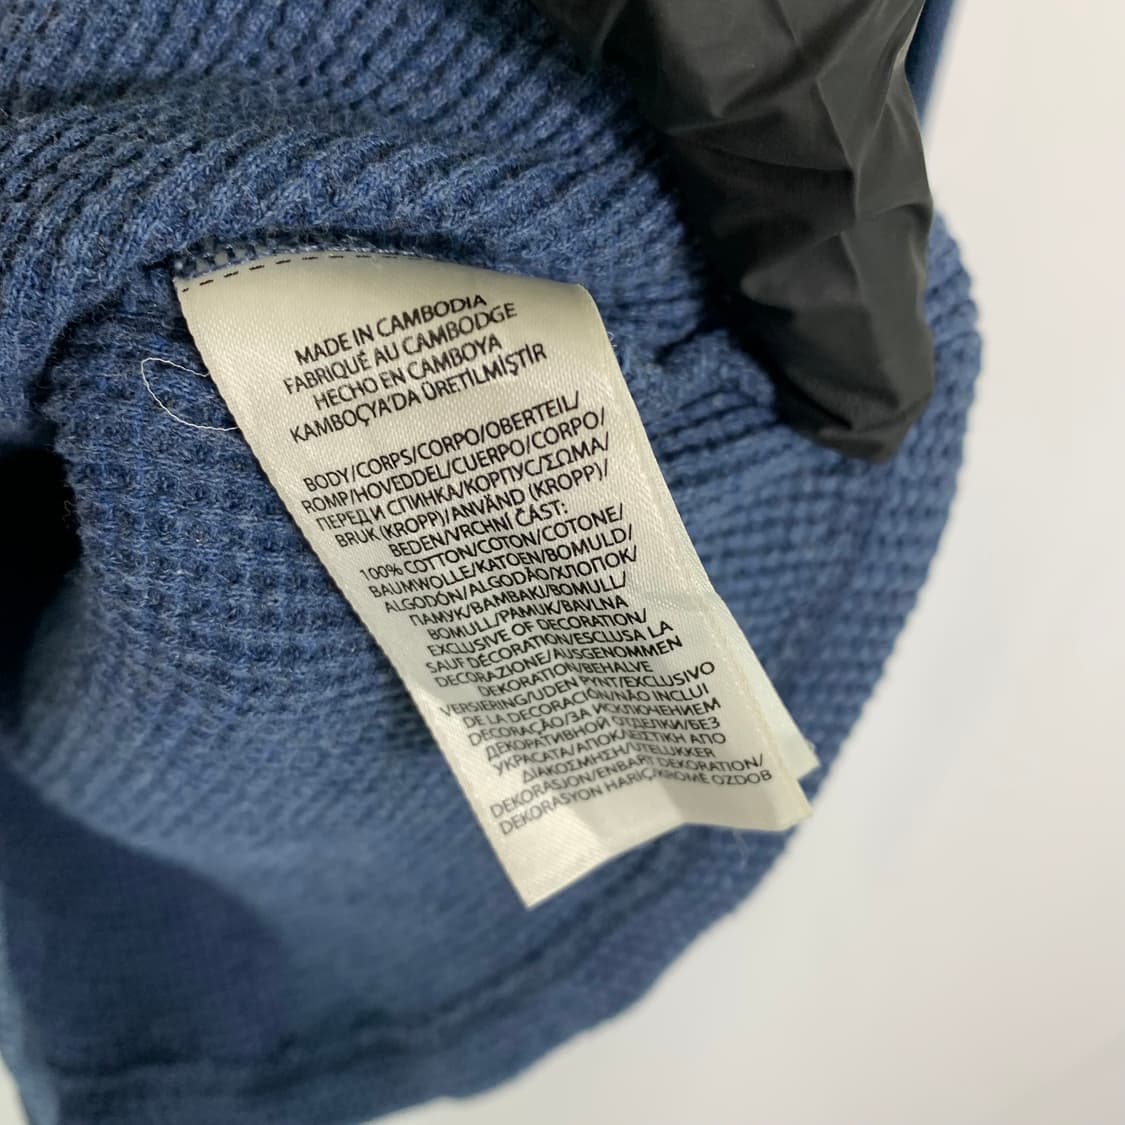 MADE IN CAMBODIA
FABRIQUÉ AU CAMBODGE
HECHO EN CAMBOYA
KAMBOÇYA'DA ÜRETILMİŞTİR
BODY/CORPS/CORPO/OBERTEIL/
ROMP/HOVEDDEL/CUERPO/CORPO/
ПЕРЕД И СПИНКА/КОРПУС/ΣΩΜΑ/
BRUK (KROPP)/ANVÄND (KROPP)/
BEDEN/VRCHNÍ ČÁST:
100% COTTON/COTON/COTONE/
BAUMWOLLE/KATOEN/BOMULD/
ALGODÓN/ALGODÃO/ХЛОПОК/
ПАМУК/BAMBAKI/BOMULL/
BOMULL/PAMUK/BAVLNA
EXCLUSIVE OF DECORATION/
SAUF DÉCORATION/ESCLUSA LA
DECORAZIONE/AUSGENOMMEN
DEKORATION/BEHALVE
VERSIERING/UDEN PYNT/EXCLUSIVO
DE LA DECORACIÓN/NÃO INCLUI
DECORAÇÃO/ЗА ИСКЛЮЧЕНИЕМ
ДЕКОРАТИВНОЙ ОТДЕЛКИ/БЕЗ
УКРАСАТА/ΑΠΟΚΛΕΙΣΤΙΚΗ ΑΠΟ
ΔΙΑΚΟΣΜΗΣΗ/UTELUKKER
DEKORASJON/ENBART DEKORATION/
DEKORASYON HARIÇ/KROMĚ OZDOB